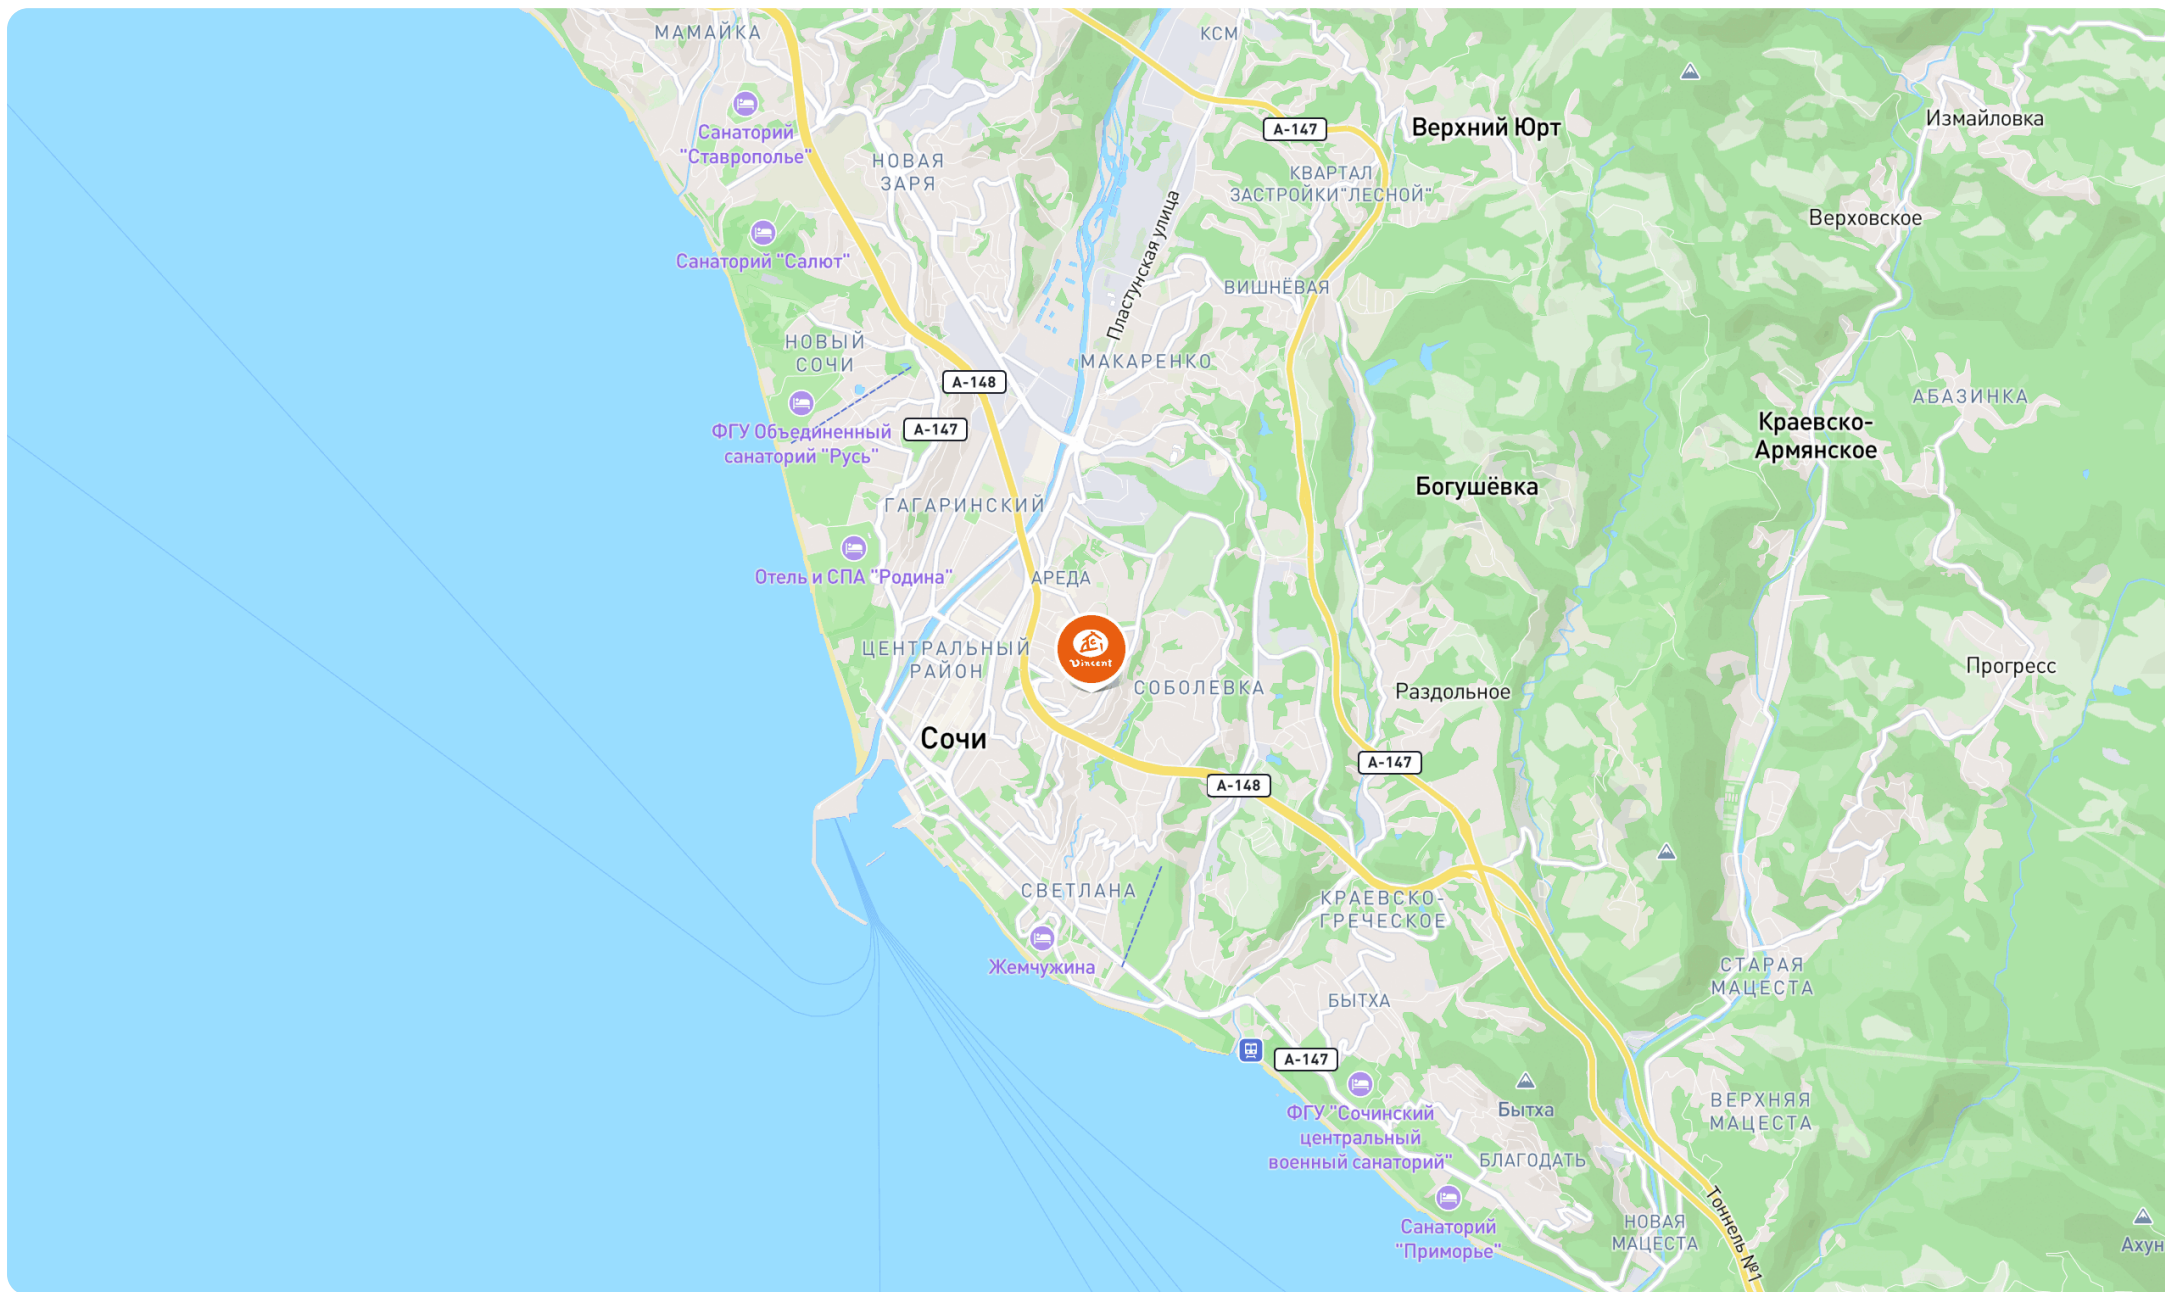 МАМАЙКА
КСМ
Санаторий
"Ставрополье"
А-147
Верхний Юрт
Измайловка
НОВАЯ
ЗАРЯ
КВАРТАЛ
ЗАСТРОЙКИ"ЛЕСНОЙ"
Пластунская улица
Верховское
Санаторий "Салют"
ВИШНЁВАЯ
НОВЫЙ
СОЧИ
МАКАРЕНКО
А-148
АБАЗИНКА
ФГУ Объединенный
санаторий "Русь"
А-147
Краевско-
Армянское
Богушёвка
ГАГАРИНСКИЙ
Отель и СПА "Родина"
АРЕДА
ЦЕНТРАЛЬНЫЙ
РАЙОН
Vincent
СОБОЛЕВКА
Раздольное
Прогресс
Сочи
А-147
А-148
СВЕТЛАНА
КРАЕВСКО-
ГРЕЧЕСКОЕ
Жемчужина
СТАРАЯ
МАЦЕСТА
БЫТХА
А-147
ФГУ "Сочинский
центральный
военный санаторий"
Бытха
ВЕРХНЯЯ
МАЦЕСТА
БЛАГОДАТЬ
Санаторий
"Приморье"
НОВАЯ
МАЦЕСТА
Тоннель №1
Ахун